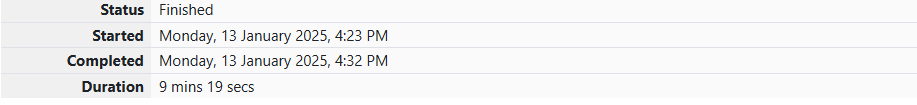 Status Finished
Started Monday, 13 January 2025, 4:23 PM
Completed Monday, 13 January 2025, 4:32 PM
Duration 9 mins 19 secs